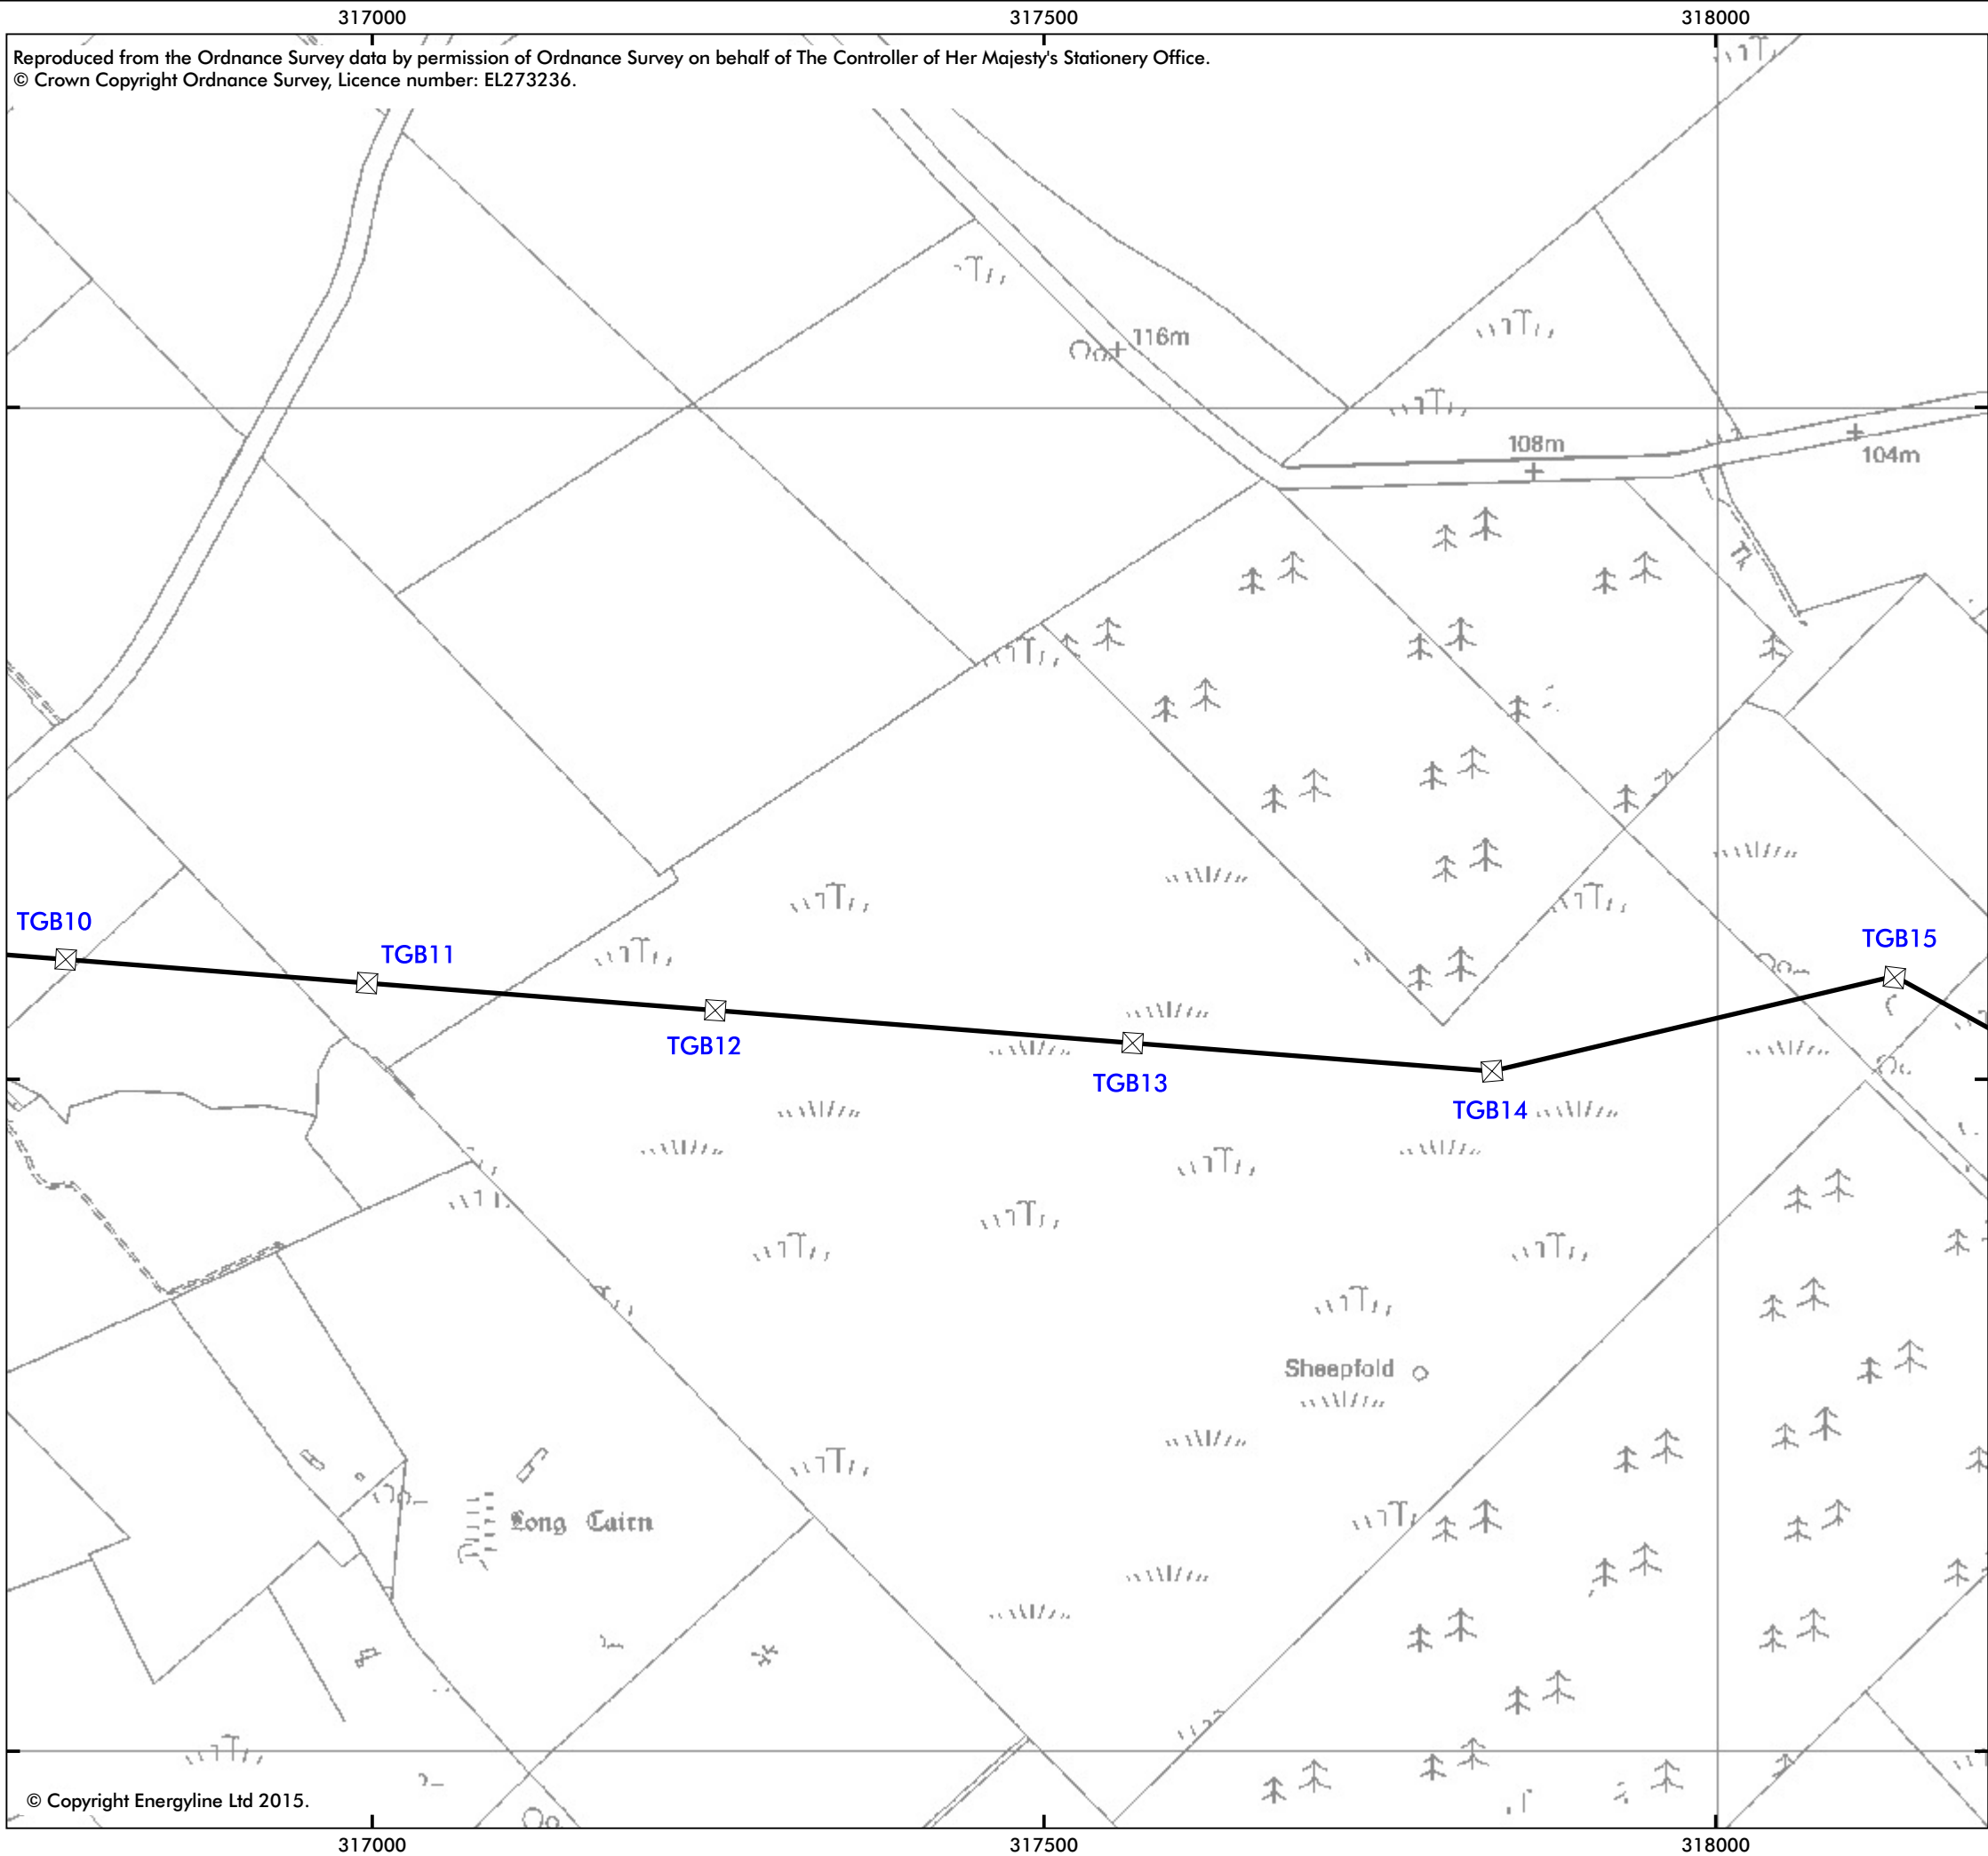 317000 317500 318000
Reproduced from the Ordnance Survey data by permission of Ordnance Survey on behalf of The Controller of Her Majesty's Stationery Office.
© Crown Copyright Ordnance Survey, Licence number: EL273236.
116m
108m
104m
TGB10
TGB11
TGB12
TGB13
TGB14
TGB15
Sheepfold
Long Cairn
© Copyright Energyline Ltd 2015.
317000 317500 318000